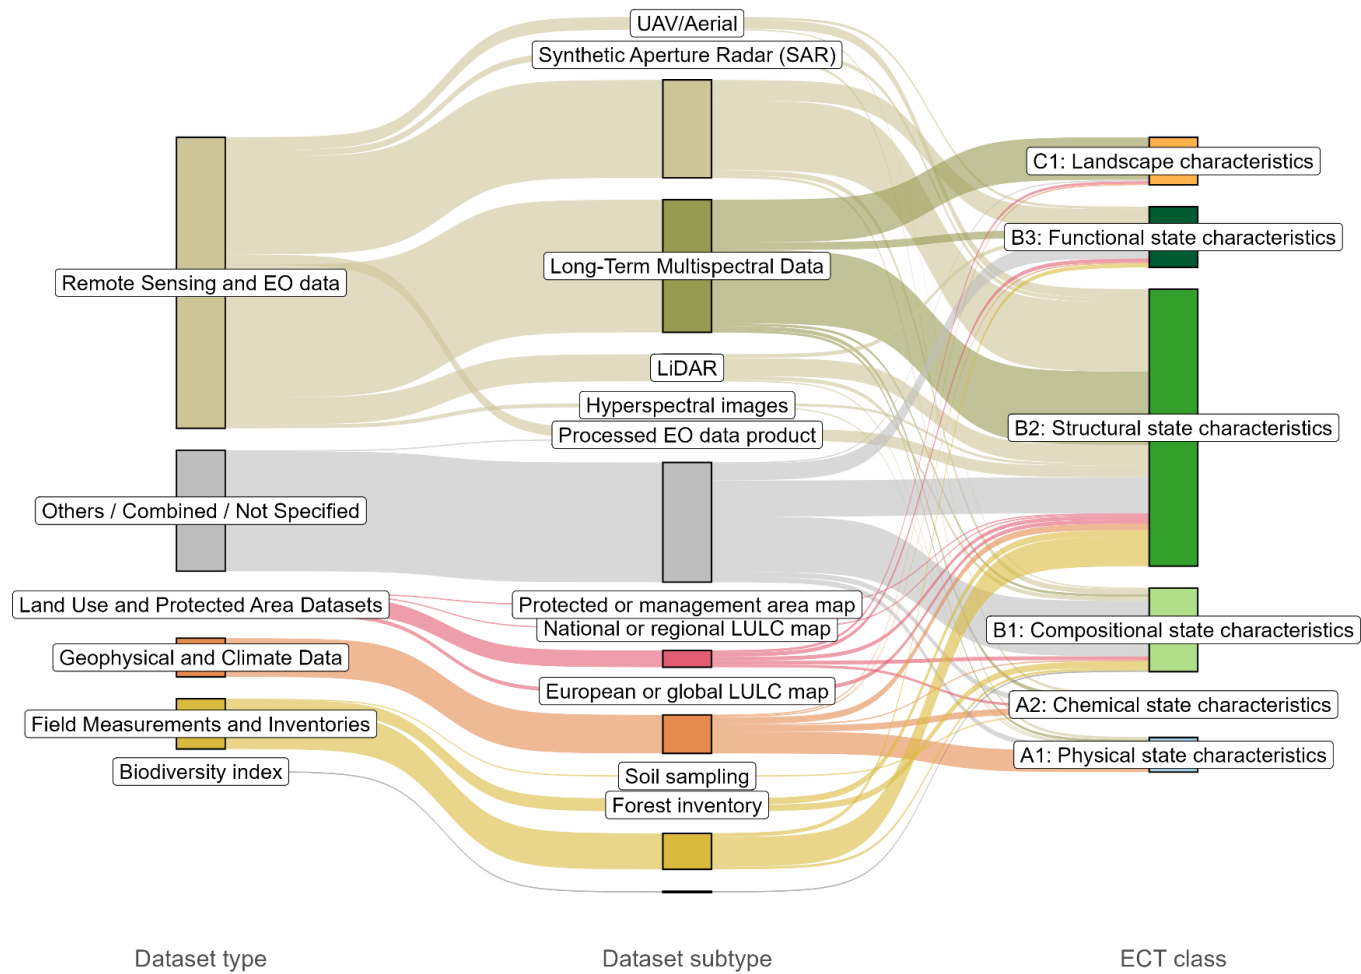 UAV/Aerial
Synthetic Aperture Radar (SAR)
C1: Landscape characteristics
B3: Functional state characteristics
Long-Term Multispectral Data
Remote Sensing and EO data
LiDAR
Hyperspectral images
B2: Structural state characteristics
Processed EO data product
Others / Combined / Not Specified
Land Use and Protected Area Datasets
Protected or management area map
National or regional LULC map
B1: Compositional state characteristics
Geophysical and Climate Data
European or global LULC map
A2: Chemical state characteristics
Field Measurements and Inventories
A1: Physical state characteristics
Biodiversity index
Soil sampling
Forest inventory
Dataset type
Dataset subtype
ECT class